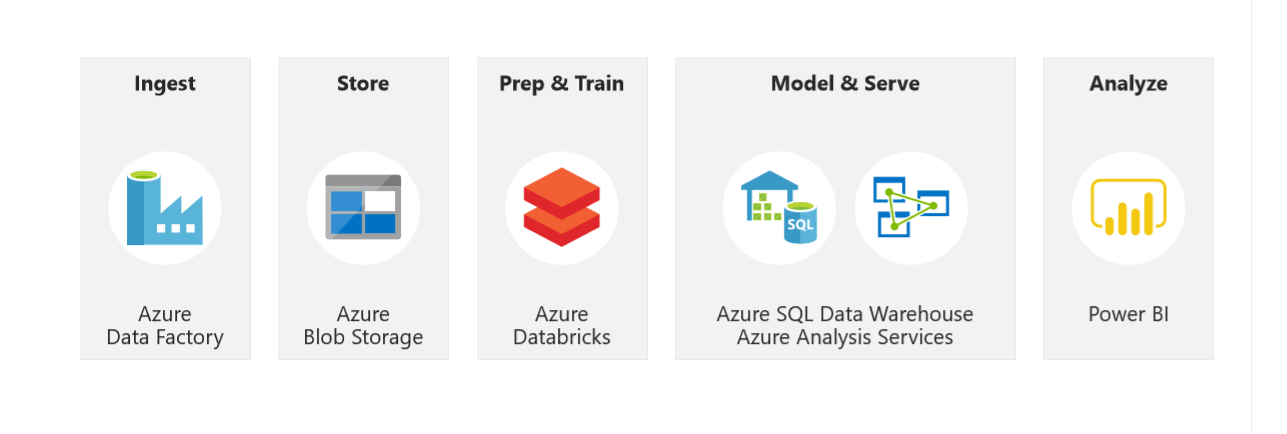 Ingest
Azure
Data Factory
Store
Azure
Blob Storage
Prep & Train
Azure
Databricks
Model & Serve
SQL
Azure SQL Data Warehouse
Azure Analysis Services
Analyze
Power BI